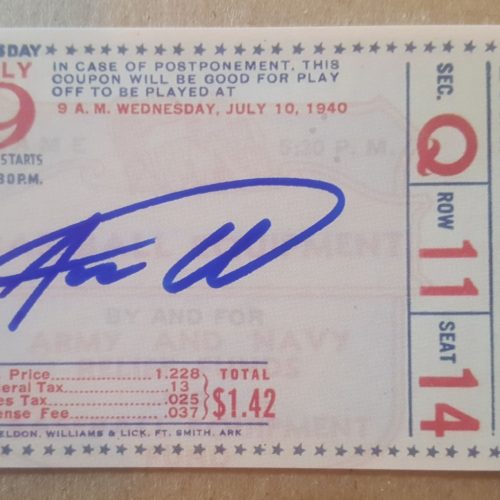 SDAY
LY
9
STARTS
30 P.M.
IN CASE OF POSTPONEMENT, THIS
COUPON WILL BE GOOD FOR PLAY
OFF TO BE PLAYED AT
9 A.M. WEDNESDAY, JULY 10, 1940
AME 5:30 P. M.
BY AND FOR
ARMY AND NAVY
RELIEF FUNDS
Price 1.228
eral Tax .13
es Tax .025
ense Fee .037
TOTAL
$1.42
ELDON, WILLIAMS & LICK, FT. SMITH, ARK
SEC.
Q
ROW
11
SEAT
14